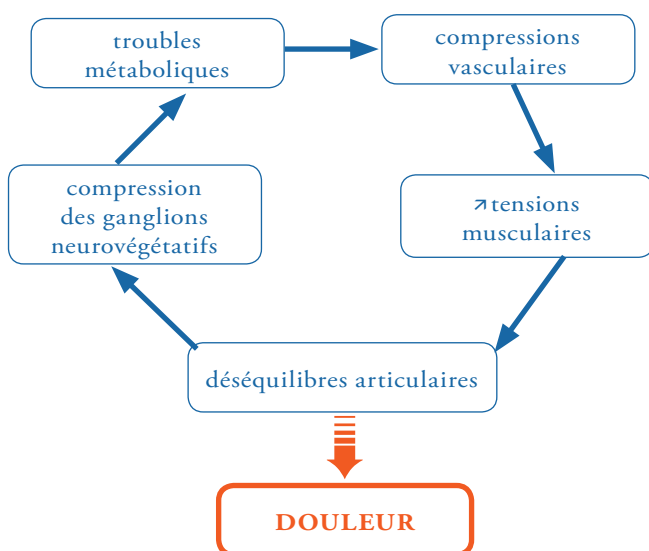 troubles
métaboliques
compressions
vasculaires
compression
des ganglions
neurovégétatifs
↗ tensions
musculaires
déséquilibres articulaires
DOULEUR